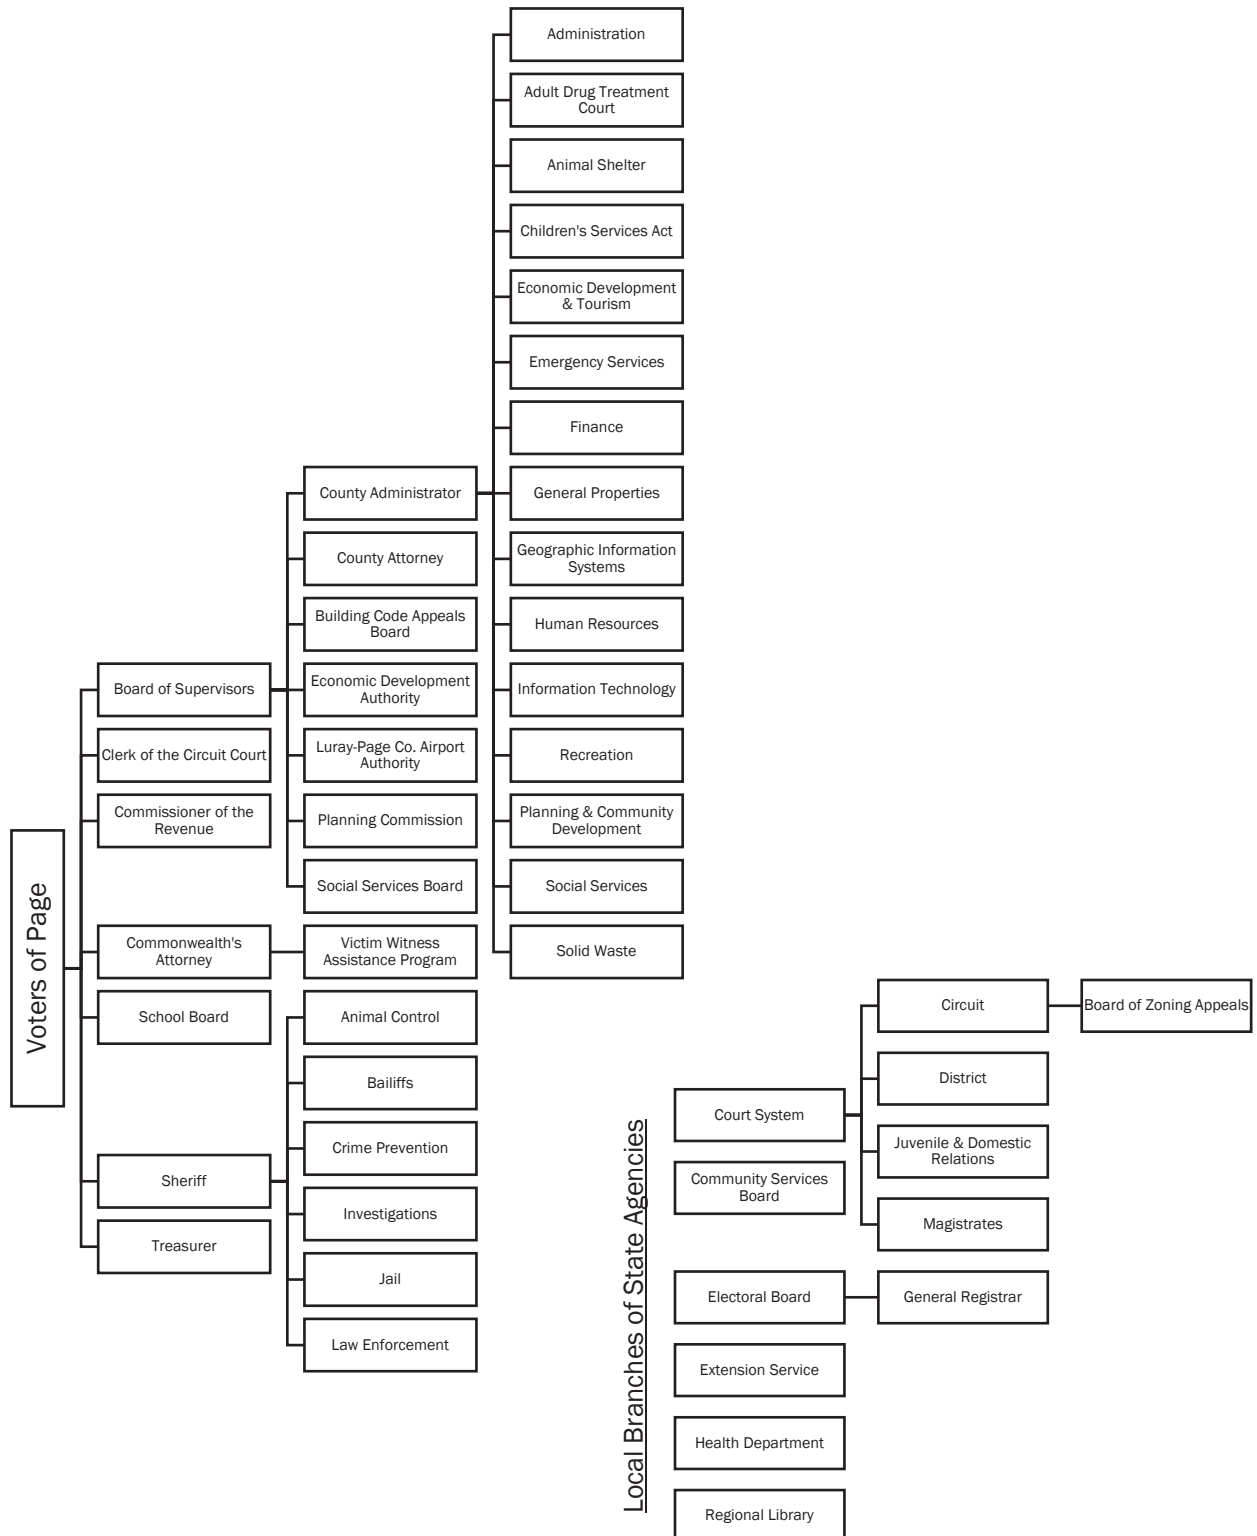 Voters of Page
Board of Supervisors
Clerk of the Circuit Court
Commissioner of the
Revenue
Commonwealth's
Attorney
School Board
Sheriff
Treasurer
County Administrator
County Attorney
Building Code Appeals
Board
Economic Development
Authority
Luray-Page Co. Airport
Authority
Planning Commission
Social Services Board
Victim Witness
Assistance Program
Animal Control
Bailiffs
Crime Prevention
Investigations
Jail
Law Enforcement
Administration
Adult Drug Treatment
Court
Animal Shelter
Children's Services Act
Economic Development
& Tourism
Emergency Services
Finance
General Properties
Geographic Information
Systems
Human Resources
Information Technology
Recreation
Planning & Community
Development
Social Services
Solid Waste
Local Branches of State Agencies
Court System
Community Services
Board
Electoral Board
Extension Service
Health Department
Regional Library
Circuit
District
Juvenile & Domestic
Relations
Magistrates
General Registrar
Board of Zoning Appeals